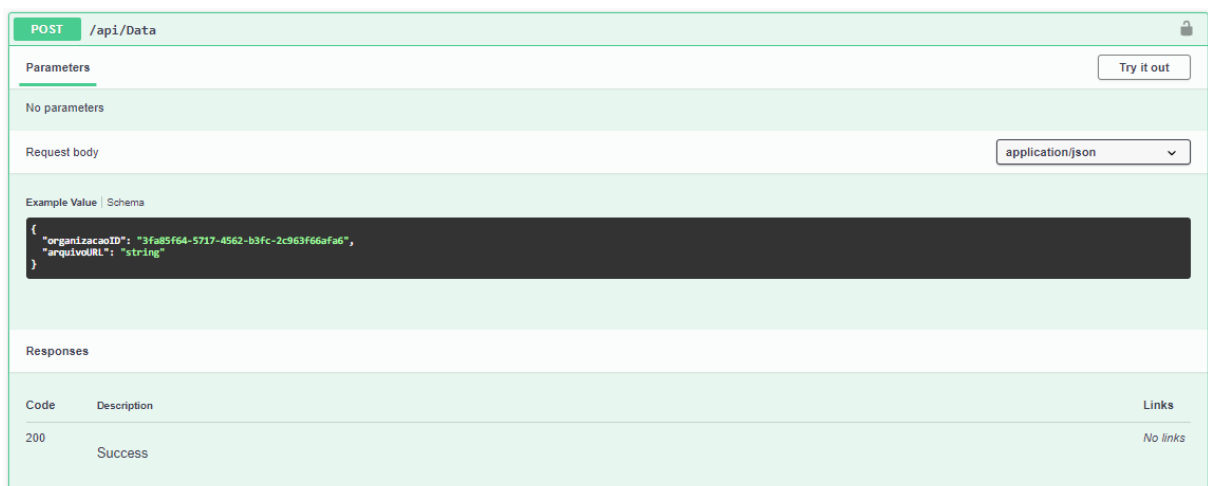 POST /api/Data
Parameters Try it out
No parameters
Request body application/json
Example Value Schema
{
"organizacaoID": "3fa85f64-5717-4562-b3fc-2c963f66afa6",
"arquivoURL": "string"
}
Responses
Code Description Links
200 Success No links